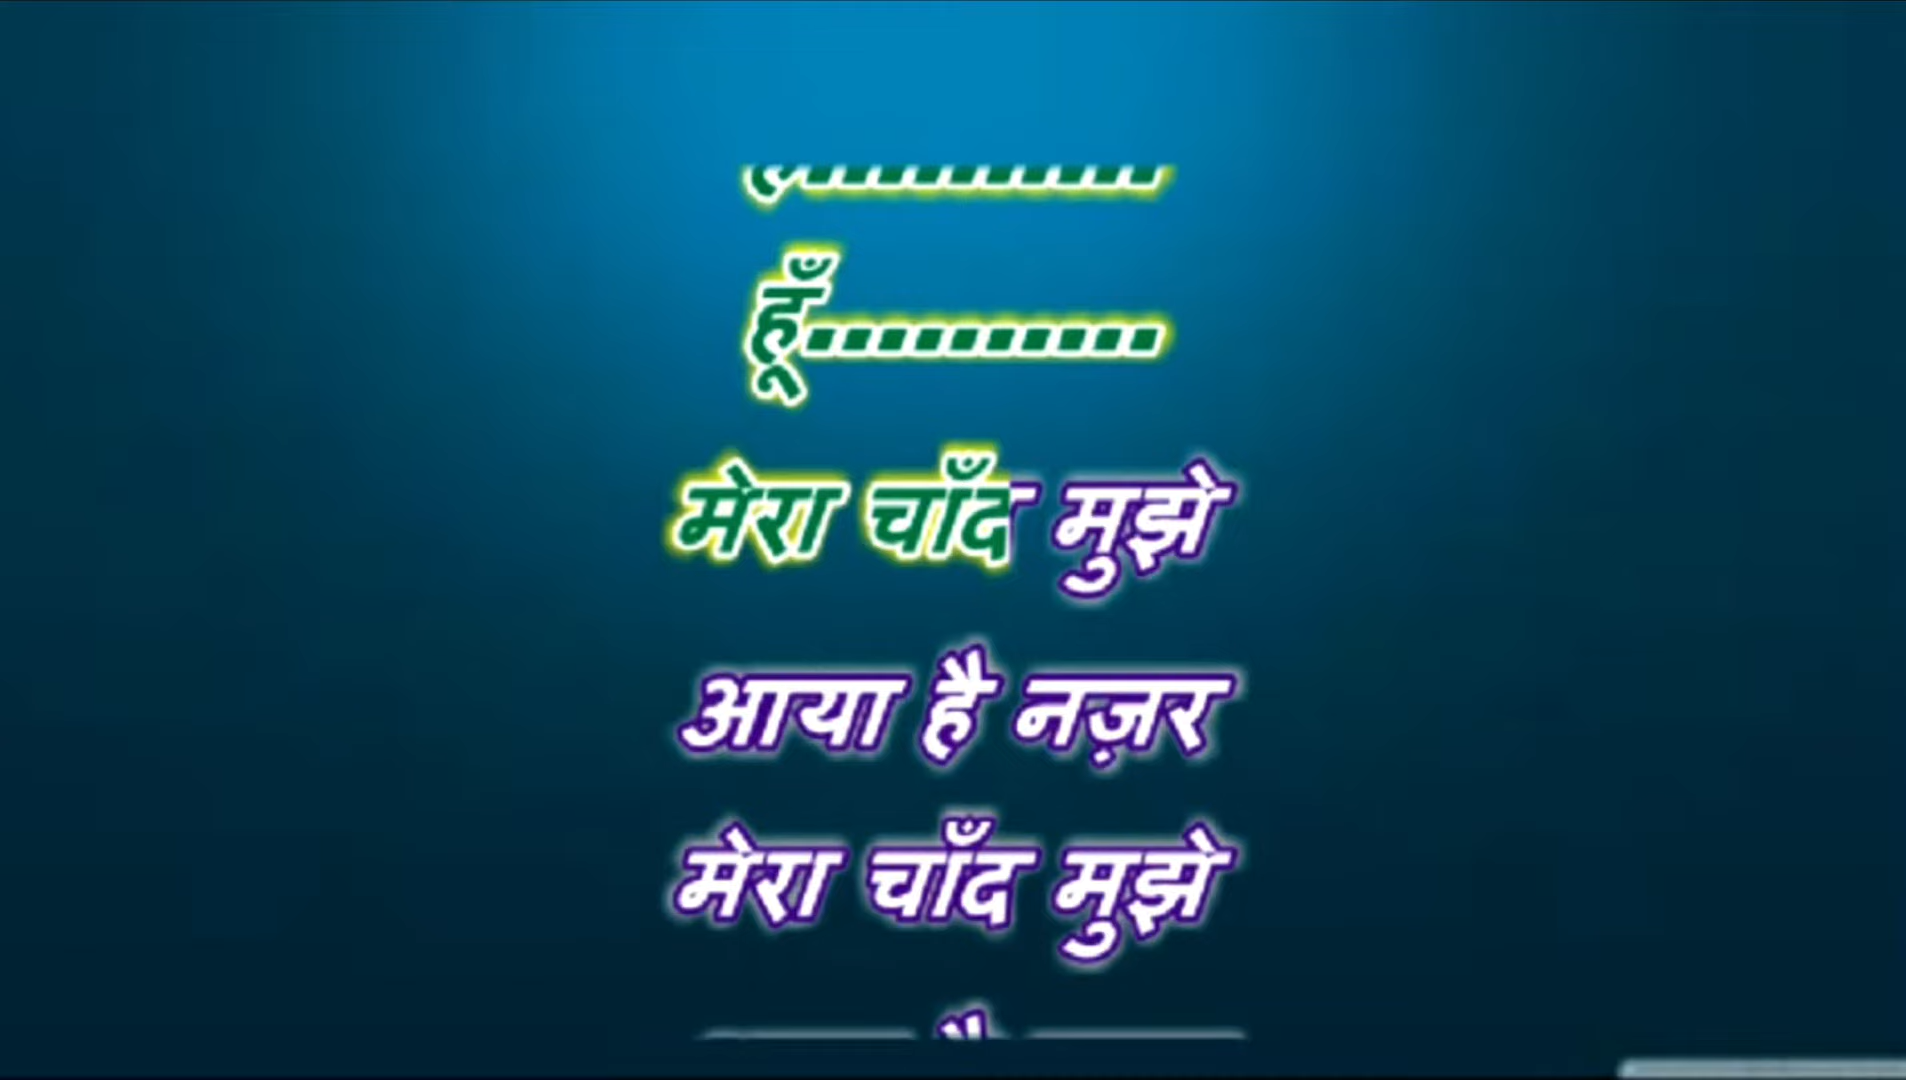 हूँ..........
मेरा चाँद मुझे
आया है नज़र
मेरा चाँद मुझे